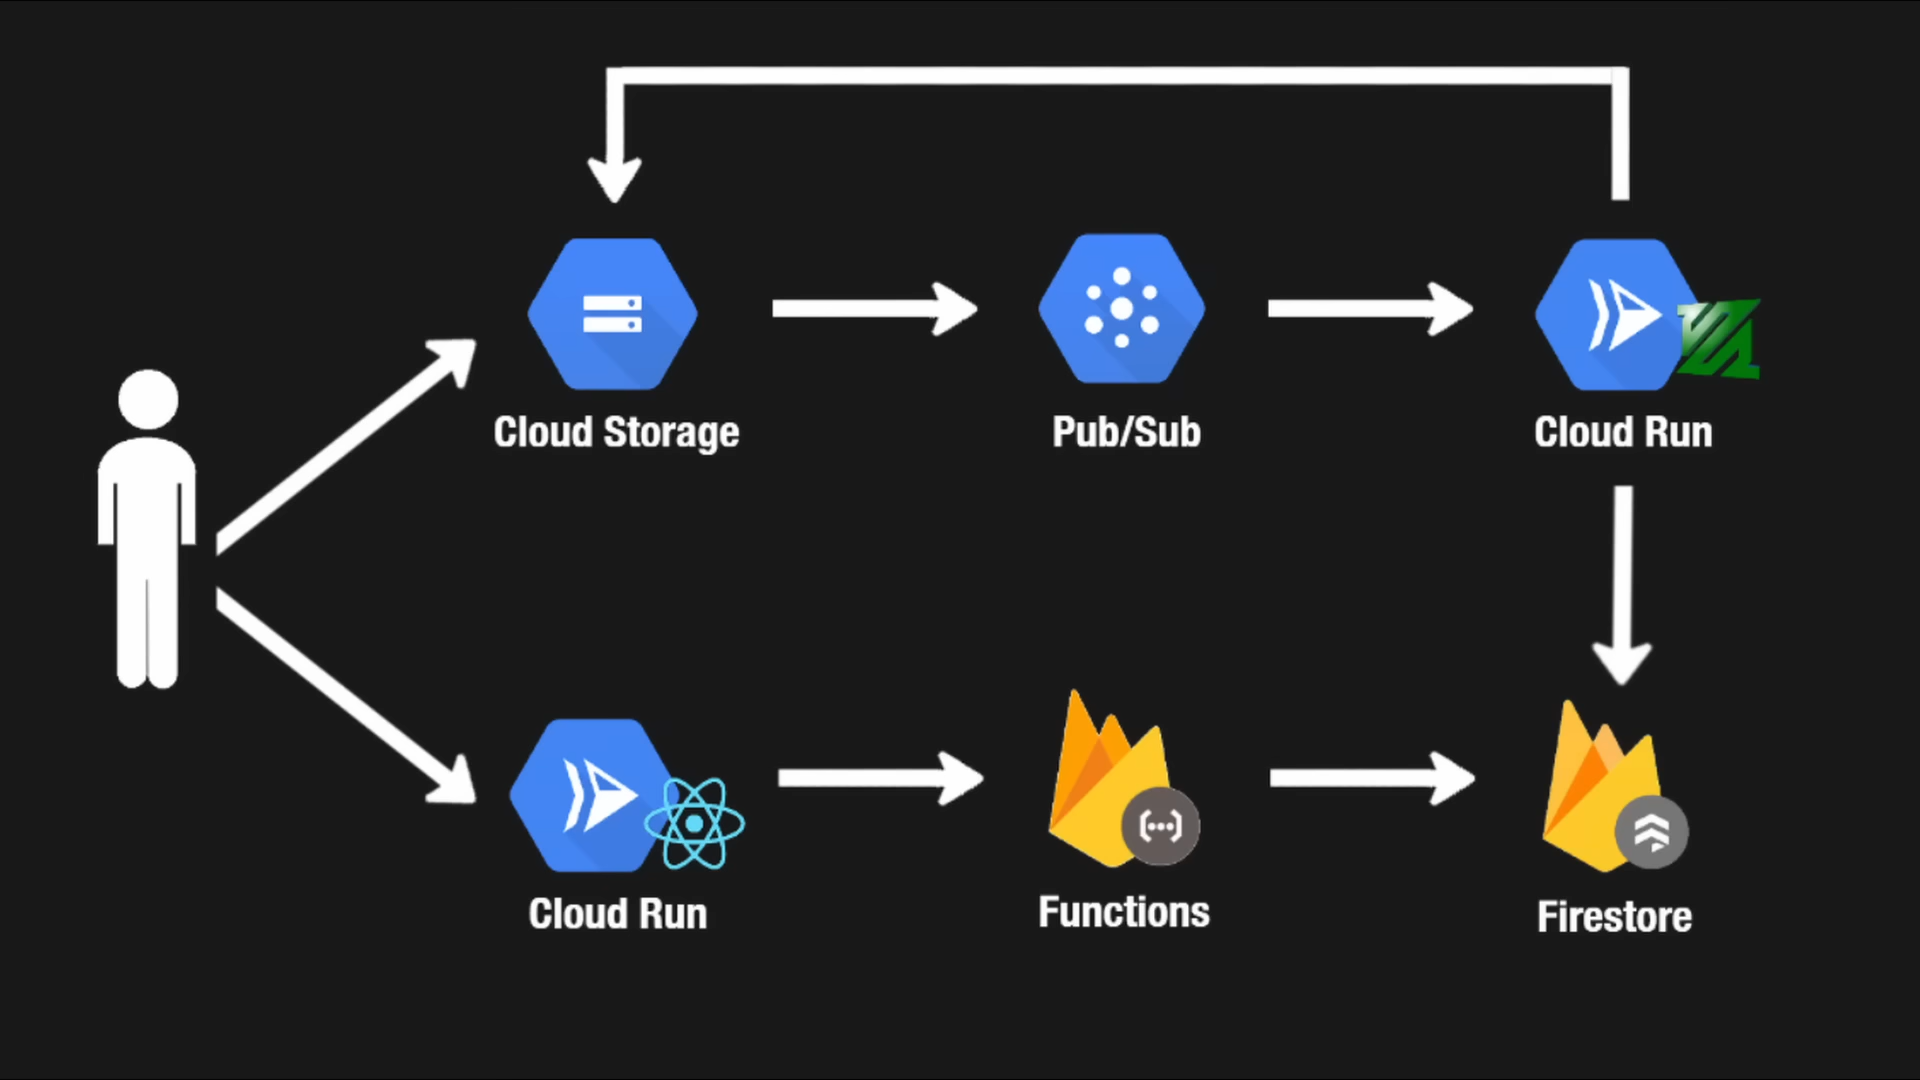 Cloud Storage
Pub/Sub
Cloud Run
Cloud Run
Functions
Firestore